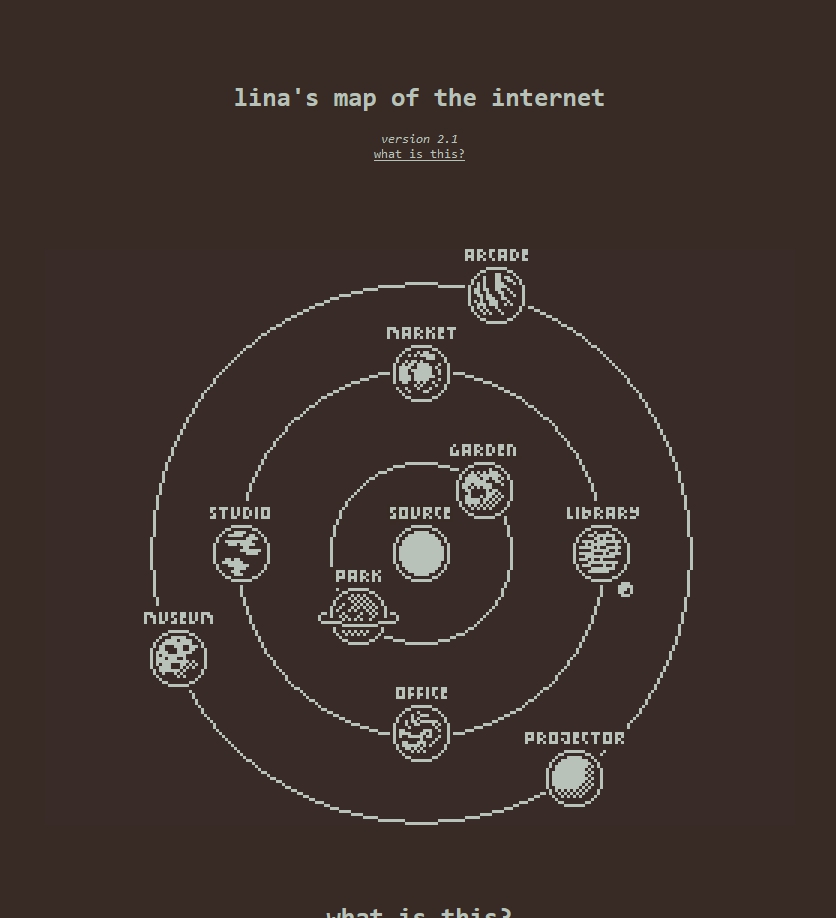 lina's map of the internet
version 2.1
what is this?
ARCADE
MARKET
GARDEN
STUDIO
SOURCE
LIBRARY
PARK
MUSEUM
OFFICE
PROJECTOR
what is this?